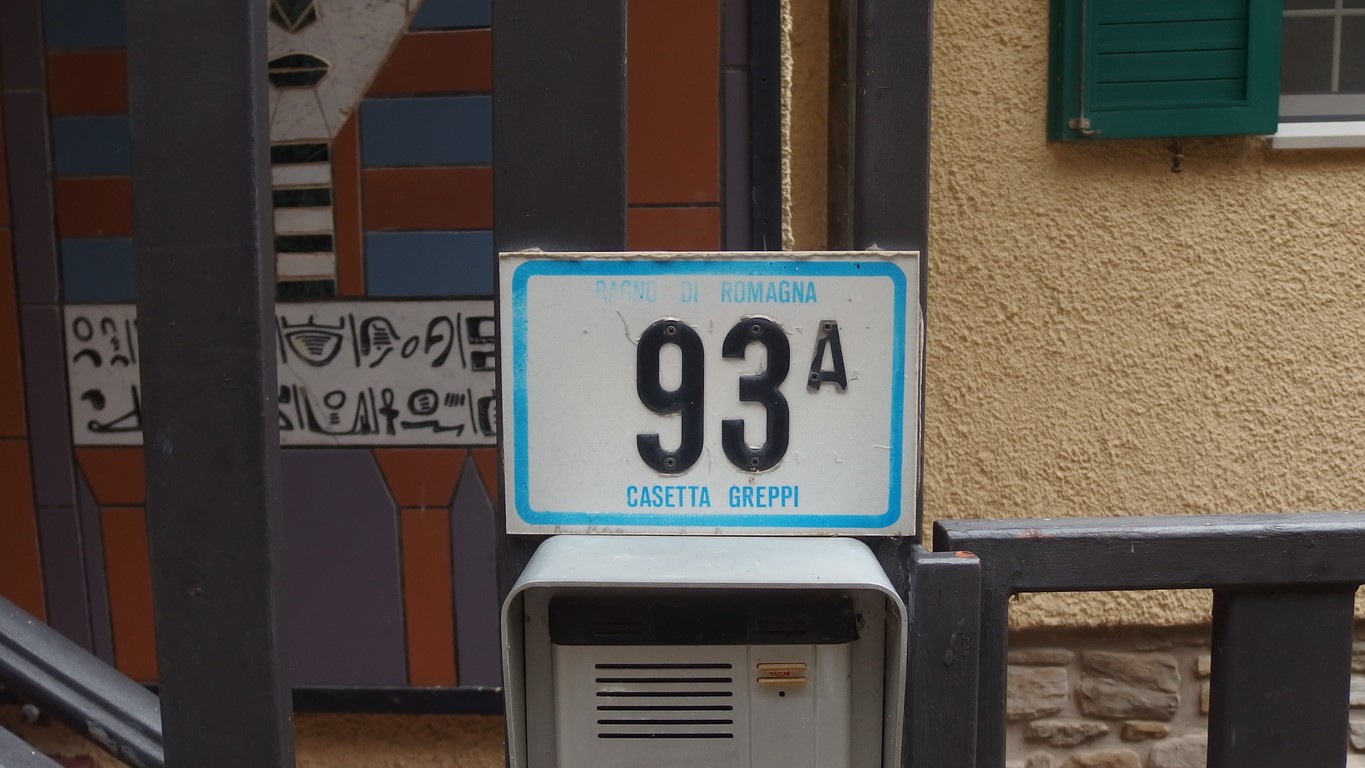 BAGNO DI ROMAGNA
93A
CASETTA GREPPI